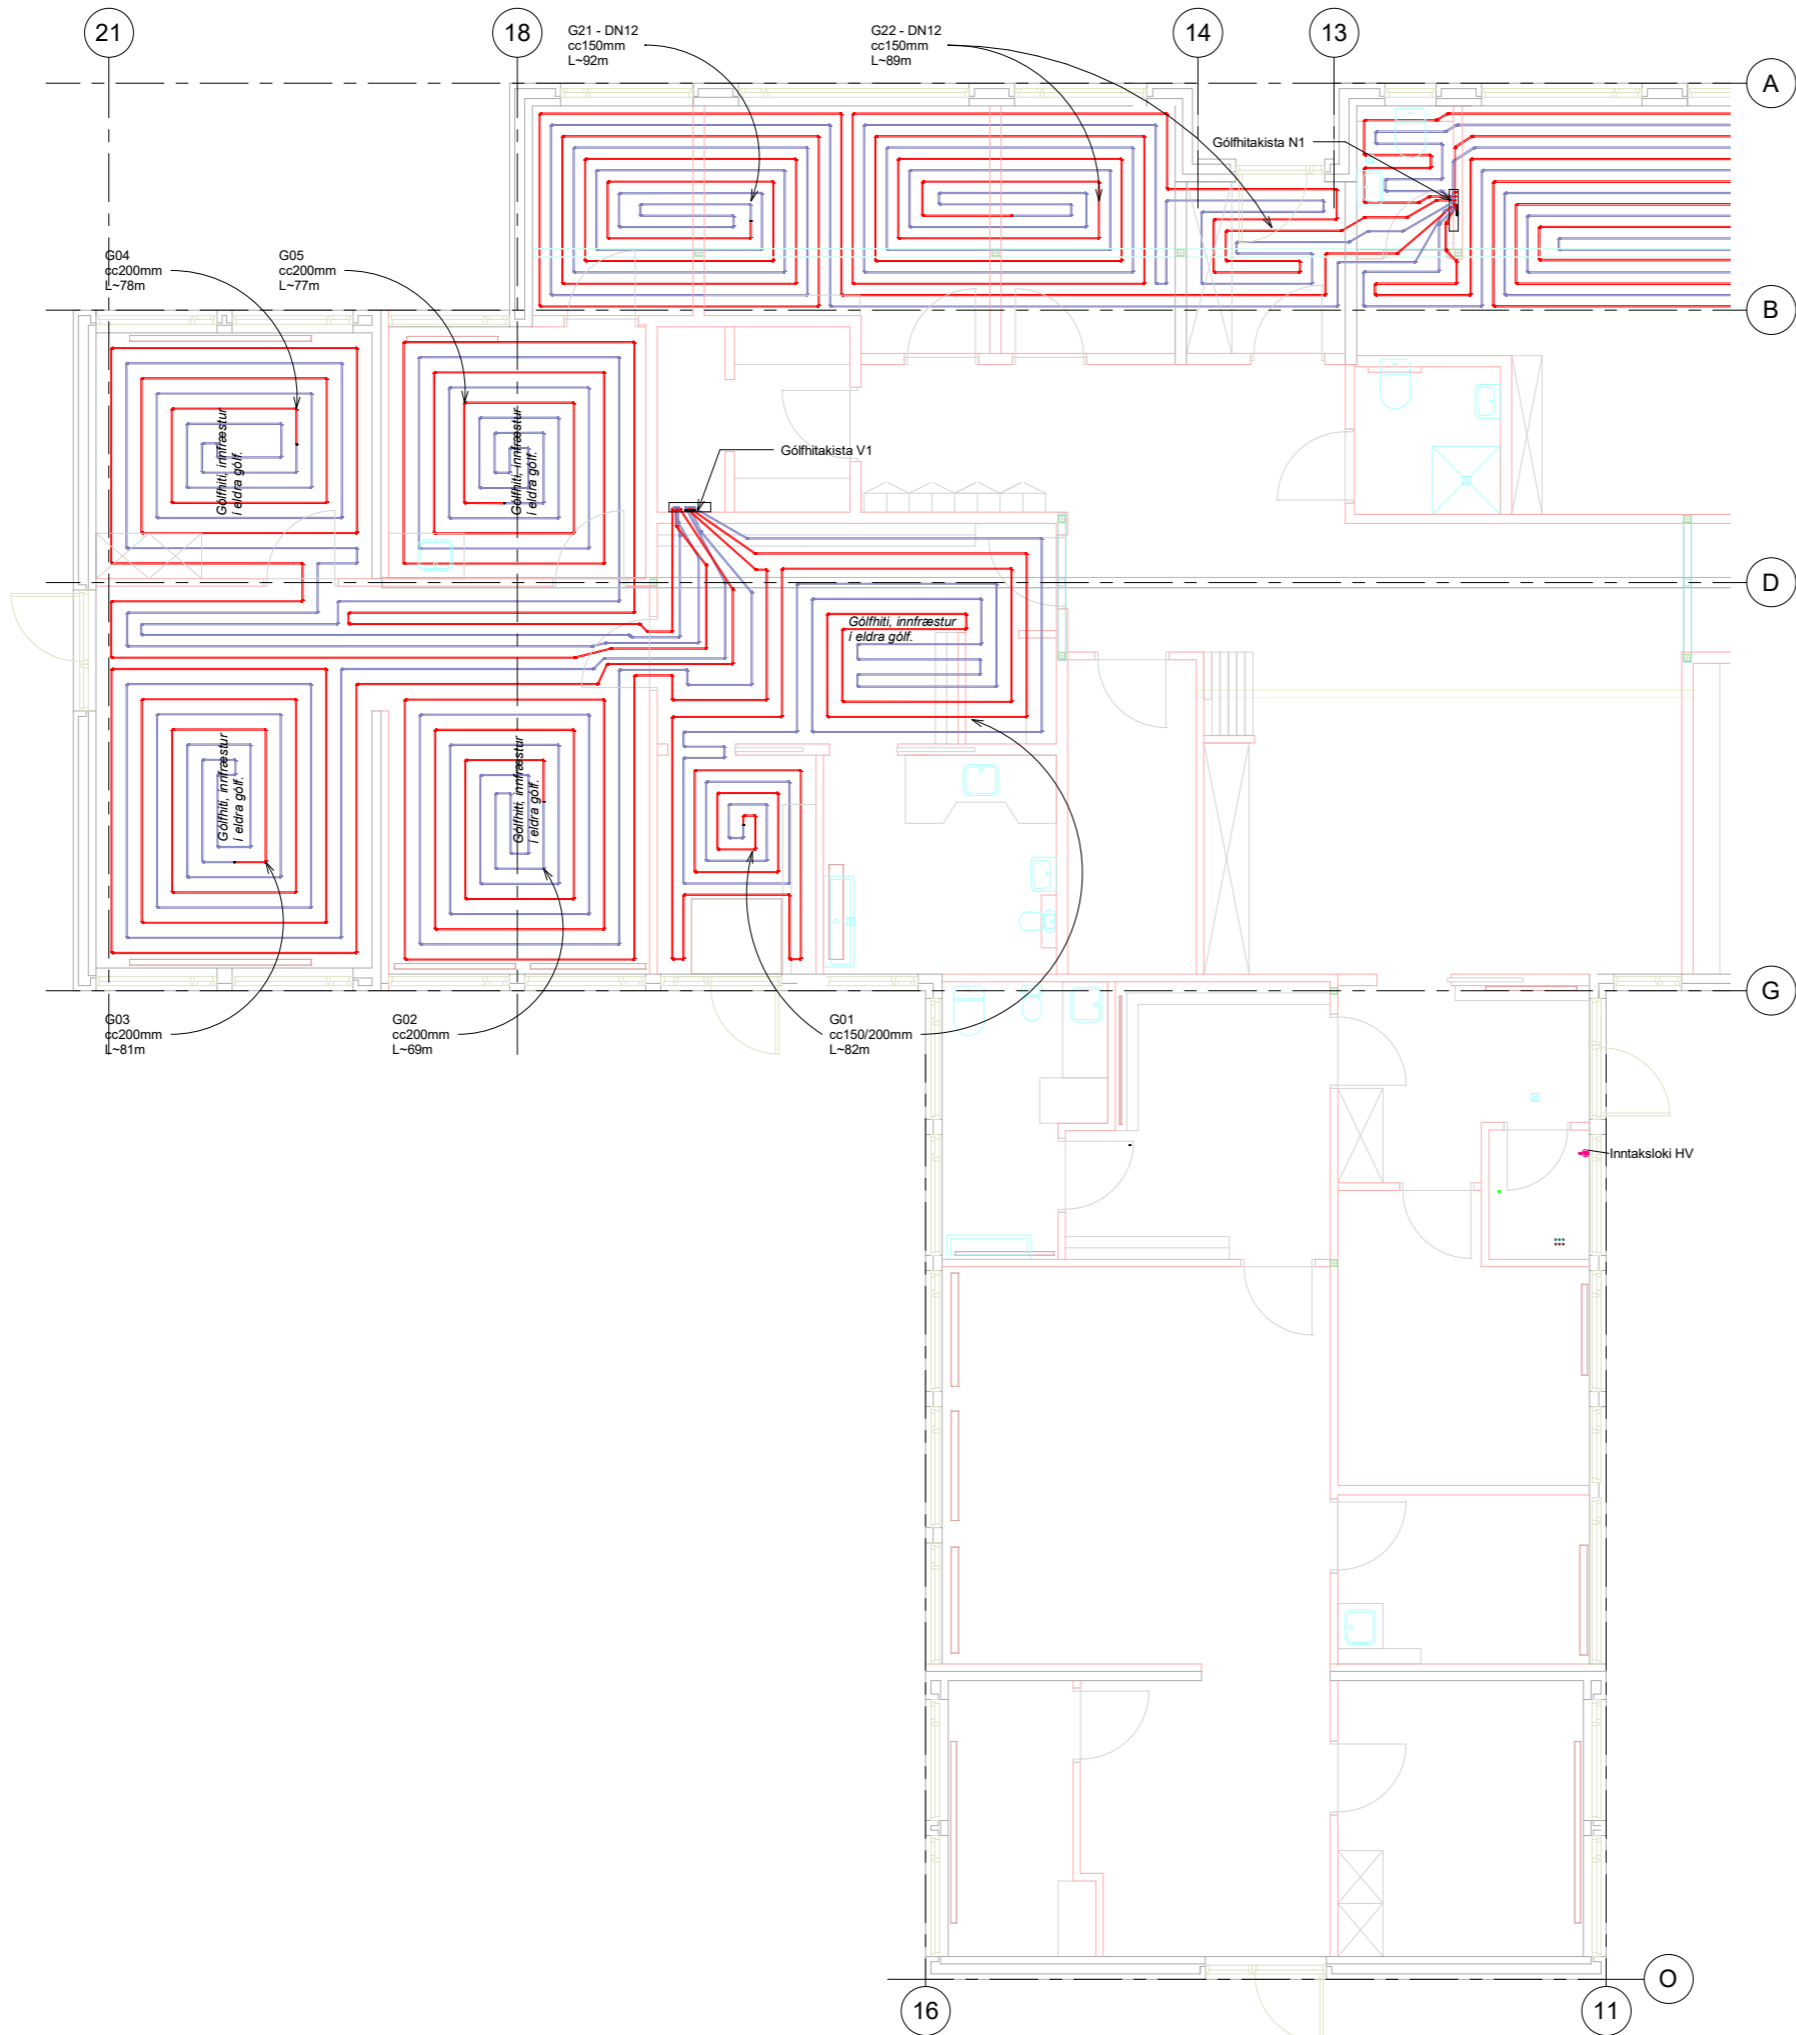 21
18
G21 - DN12
cc150mm
L~92m
G22 - DN12
cc150mm
L~89m
14
13
A
Gólfhitakista N1
G04
cc200mm
L~78m
G05
cc200mm
L~77m
B
Gólfhiti, innfræstur
í eldra gólf.
Gólfhiti, innfræstur
í eldra gólf.
Gólfhitakista V1
D
Gólfhiti, innfræstur
í eldra gólf.
Gólfhiti, innfræstur
í eldra gólf.
Gólfhiti, innfræstur
í eldra gólf.
G
G03
cc200mm
L~81m
G02
cc200mm
L~69m
G01
cc150/200mm
L~82m
Inntaksloki HV
O
16
11